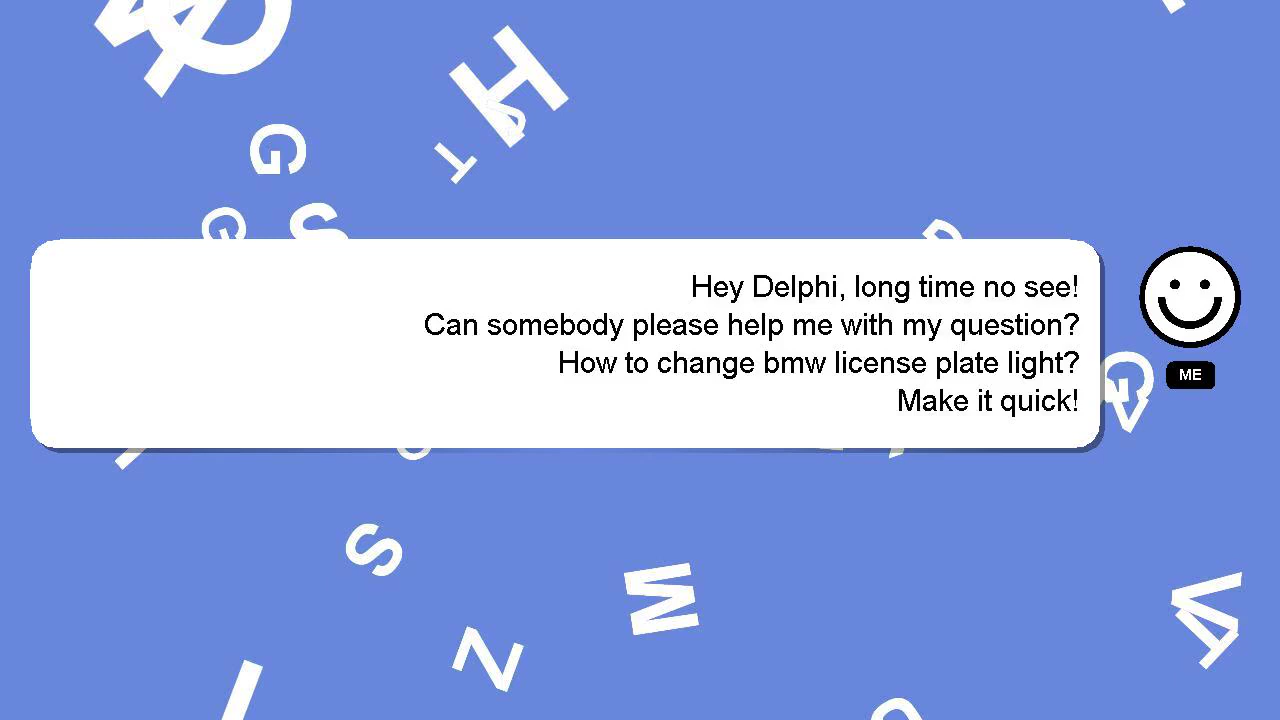 Hey Delphi, long time no see!
Can somebody please help me with my question?
How to change bmw license plate light?
Make it quick!
ME